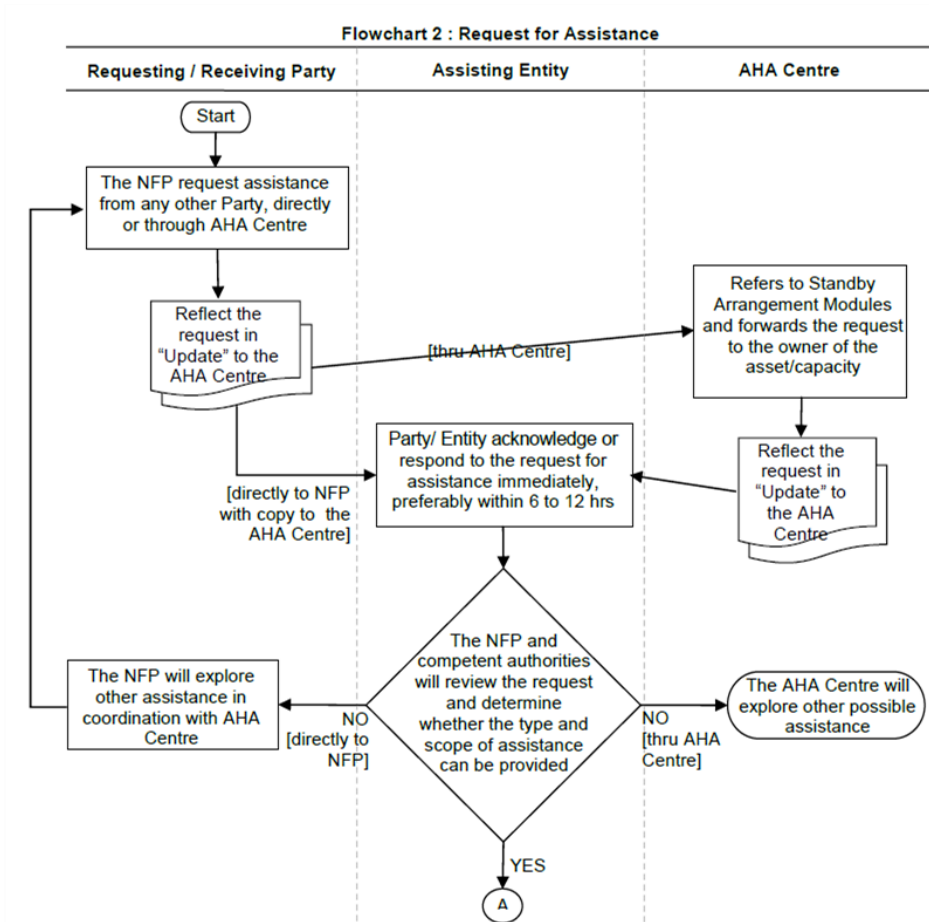 Flowchart 2 : Request for Assistance
Requesting / Receiving Party
Assisting Entity
AHA Centre
Start
The NFP request assistance
from any other Party, directly
or through AHA Centre
Reflect the
request in
“Update” to the
AHA Centre
[thru AHA Centre]
Refers to Standby
Arrangement Modules
and forwards the request
to the owner of the
asset/capacity
[directly to NFP
with copy to the
AHA Centre]
Party/ Entity acknowledge or
respond to the request for
assistance immediately,
preferably within 6 to 12 hrs
Reflect the
request in
“Update” to
the AHA
Centre
The NFP and
competent authorities
will review the request
and determine
whether the type and
scope of assistance
can be provided
The NFP will explore
other assistance in
coordination with AHA
Centre
NO
[directly to
NFP]
NO
[thru AHA
Centre]
The AHA Centre will
explore other possible
assistance
YES
A